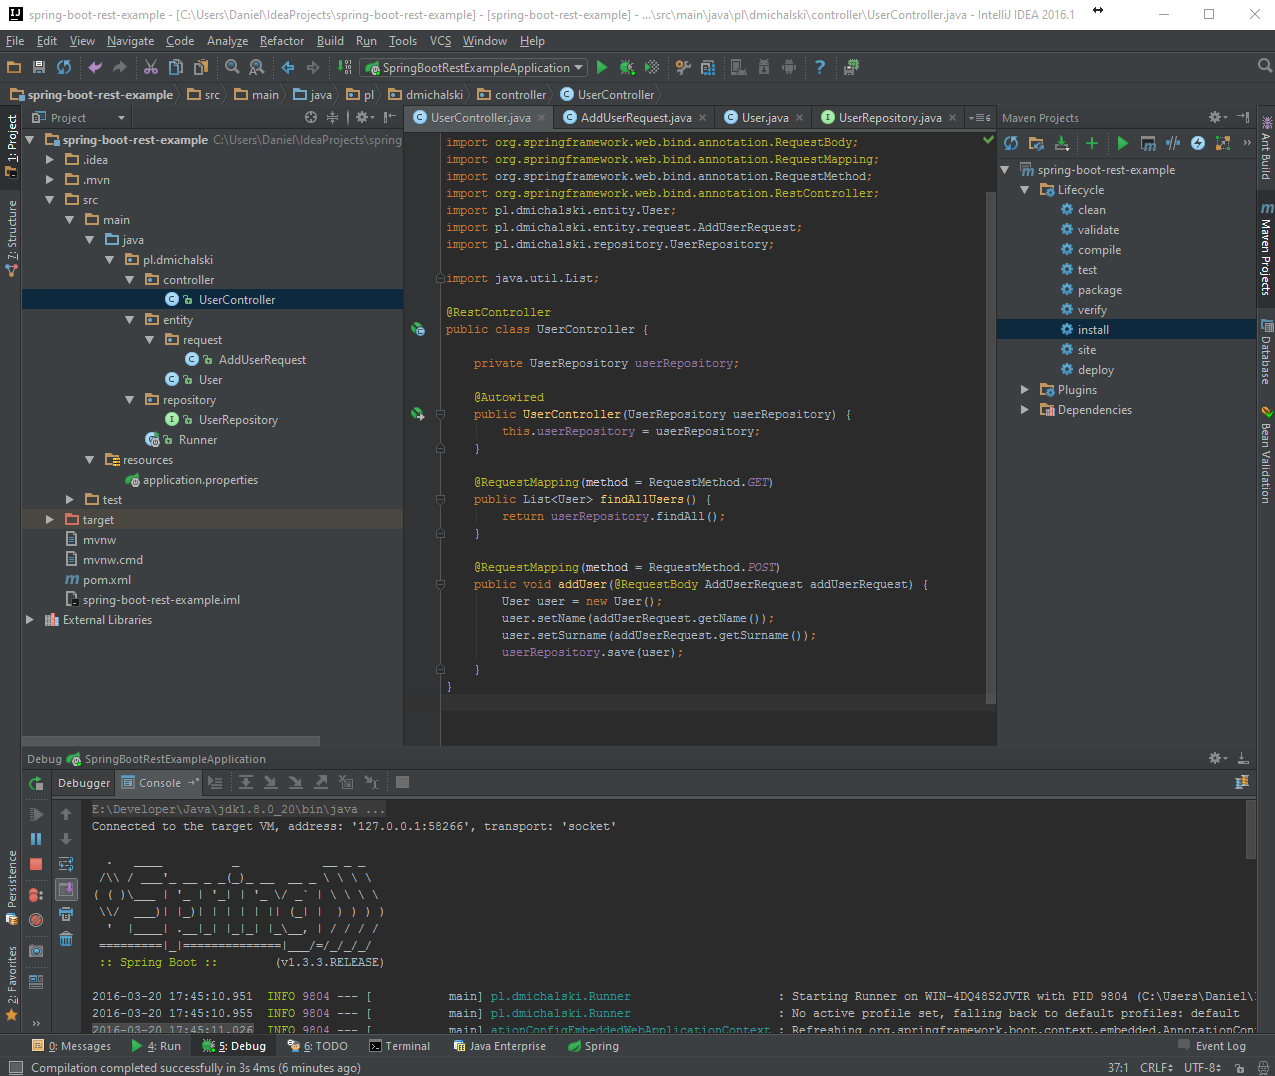 spring-boot-rest-example - [C:\Users\Daniel\IdeaProjects\spring-boot-rest-example] - [spring-boot-rest-example] - ...\src\main\java\pl\dmichalski\controller\UserController.java - IntelliJ IDEA 2016.1
File Edit View Navigate Code Analyze Refactor Build Run Tools VCS Window Help
SpringBootRestExampleApplication
spring-boot-rest-example src main java pl dmichalski controller UserController
Project
UserController.java AddUserRequest.java User.java UserRepository.java
Maven Projects
1: Project
7: Structure
Persistence
2: Favorites
spring-boot-rest-example C:\Users\Daniel\IdeaProjects\spring
.idea
.mvn
src
main
java
pl.dmichalski
controller
UserController
entity
request
AddUserRequest
User
repository
UserRepository
Runner
resources
application.properties
test
target
mvnw
mvnw.cmd
pom.xml
spring-boot-rest-example.iml
External Libraries
import org.springframework.web.bind.annotation.RequestBody;
import org.springframework.web.bind.annotation.RequestMapping;
import org.springframework.web.bind.annotation.RequestMethod;
import org.springframework.web.bind.annotation.RestController;
import pl.dmichalski.entity.User;
import pl.dmichalski.entity.request.AddUserRequest;
import pl.dmichalski.repository.UserRepository;
import java.util.List;
@RestController
public class UserController {
private UserRepository userRepository;
@Autowired
public UserController(UserRepository userRepository) {
this.userRepository = userRepository;
}
@RequestMapping(method = RequestMethod.GET)
public List<User> findAllUsers() {
return userRepository.findAll();
}
@RequestMapping(method = RequestMethod.POST)
public void addUser(@RequestBody AddUserRequest addUserRequest) {
User user = new User();
user.setName(addUserRequest.getName());
user.setSurname(addUserRequest.getSurname());
userRepository.save(user);
}
}
spring-boot-rest-example
Lifecycle
clean
validate
compile
test
package
verify
install
site
deploy
Plugins
Dependencies
Ant Build
Maven Projects
Database
Bean Validation
Debug SpringBootRestExampleApplication
Debugger Console
E:\Developer\Java\jdk1.8.0_20\bin\java ...
Connected to the target VM, address: '127.0.0.1:58266', transport: 'socket'
  .   ____          _            __ _ _
 /\\ / ___'_ __ _ _(_)_ __  __ _ \ \ \ \
( ( )\___ | '_ | '_| | '_ \/ _` | \ \ \ \
 \\/  ___)| |_)| | | | | || (_| |  ) ) ) )
  '  |____| .__|_| |_|_| |_\__, | / / / /
 =========|_|==============|___/=/_/_/_/
:: Spring Boot :: (v1.3.3.RELEASE)
2016-03-20 17:45:10.951 INFO 9804 --- [ main] pl.dmichalski.Runner : Starting Runner on WIN-4DQ48S2JVTR with PID 9804 (C:\Users\Daniel\I
2016-03-20 17:45:10.955 INFO 9804 --- [ main] pl.dmichalski.Runner : No active profile set, falling back to default profiles: default
2016-03-20 17:45:11.026 INFO 9804 --- [ main] ationConfigEmbeddedWebApplicationContext : Refreshing org.springframework.boot.context.embedded.AnnotationCon
0: Messages 4: Run 5: Debug 6: TODO Terminal Java Enterprise Spring Event Log
Compilation completed successfully in 3s 4ms (6 minutes ago) 37:1 CRLF UTF-8